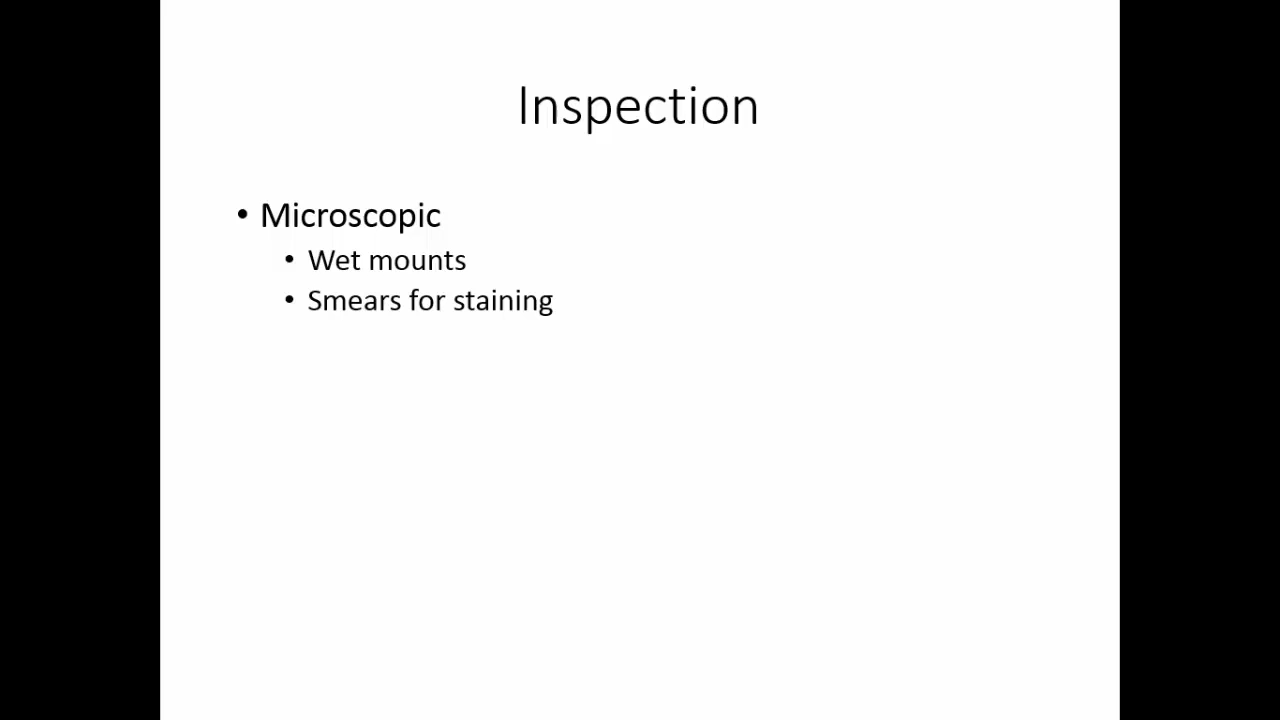 Inspection
• Microscopic
• Wet mounts
• Smears for staining